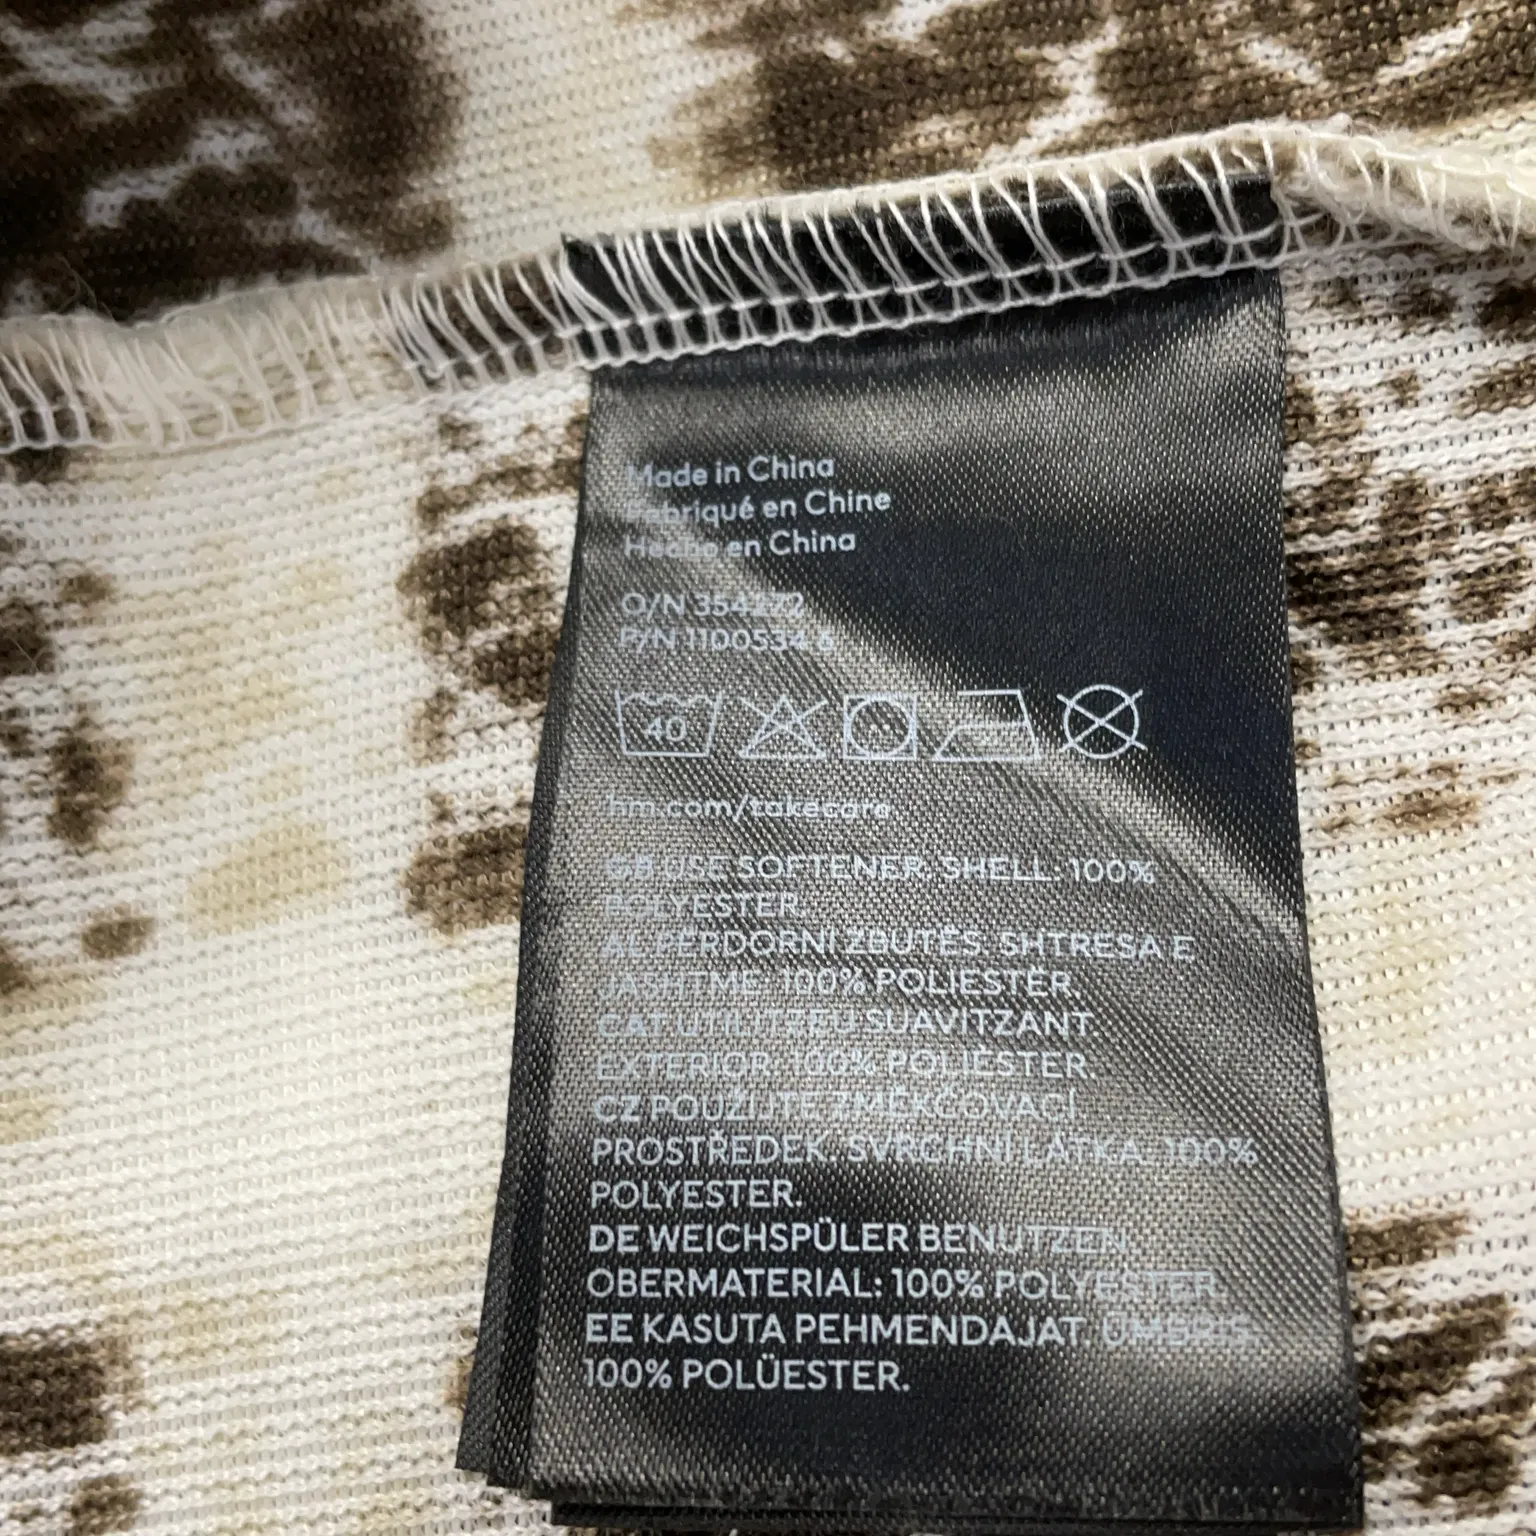 Made in China
Fabriqué en Chine
Hecho en China
O/N 354272
P/N 1100534 6
40
hm.com/takecare
GB USE SOFTENER. SHELL: 100%
POLYESTER.
AL PËRDORNI ZBUTËS. SHTRESA E
JASHTME: 100% POLIESTËR.
CAT UTILITZEU SUAVITZANT.
EXTERIOR: 100% POLIÈSTER.
CZ POUŽIJTE ZMĚKČOVACÍ
PROSTŘEDEK. SVRCHNÍ LÁTKA: 100%
POLYESTER.
DE WEICHSPÜLER BENUTZEN.
OBERMATERIAL: 100% POLYESTER.
EE KASUTA PEHMENDAJAT. ÜMBRIS:
100% POLÜESTER.